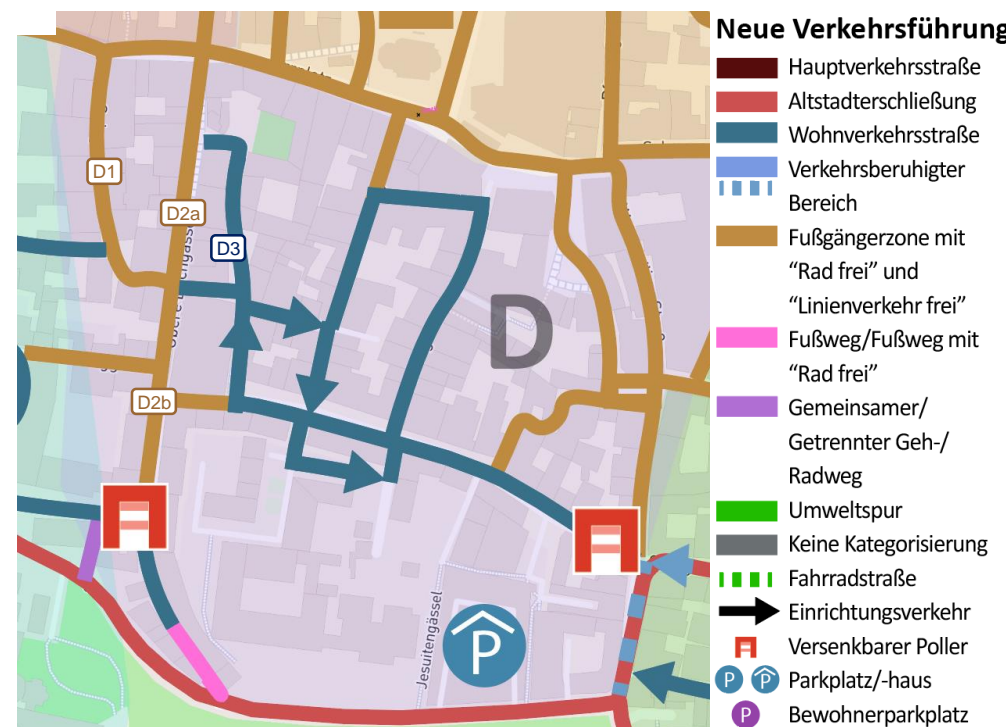 D1
D2a
D3
D
D2b
Jesuitengässel
P
Neue Verkehrsführung
Hauptverkehrsstraße
Altstadterschließung
Wohnverkehrsstraße
Verkehrsberuhigter
Bereich
Fußgängerzone mit
“Rad frei” und
“Linienverkehr frei”
Fußweg/Fußweg mit
“Rad frei”
Gemeinsamer/
Getrennter Geh-/
Radweg
Umweltspur
Keine Kategorisierung
Fahrradstraße
Einrichtungsverkehr
Versenkbarer Poller
P P Parkplatz/-haus
P Bewohnerparkplatz